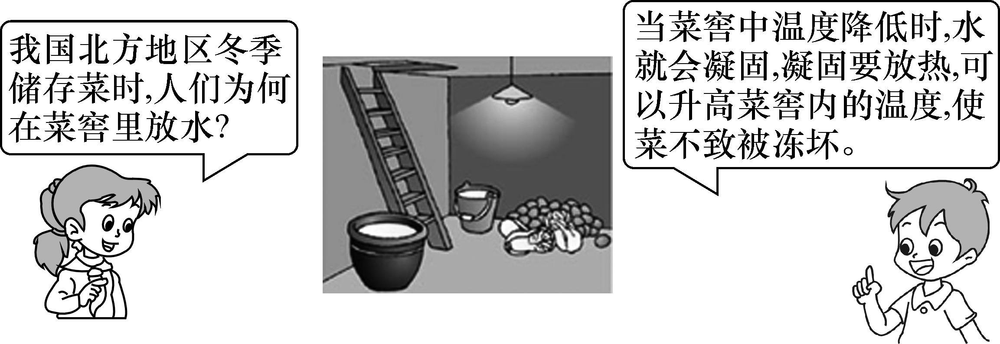 我国北方地区冬季
储存菜时,人们为何
在菜窖里放水?
当菜窖中温度降低时,水
就会凝固,凝固要放热,可
以升高菜窖内的温度,使
菜不致被冻坏。